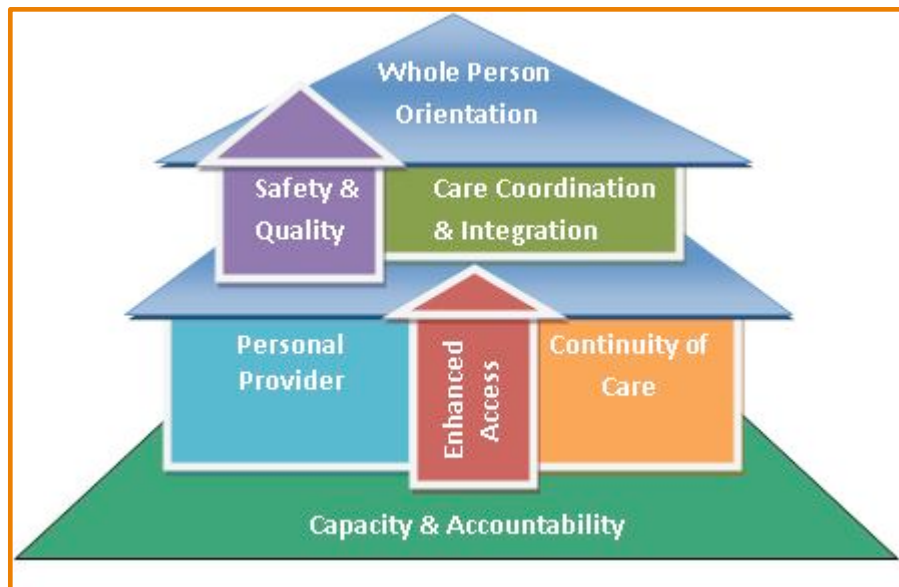 Whole Person
Orientation
Safety &
Quality
Care Coordination
& Integration
Personal
Provider
Enhanced
Access
Continuity of
Care
Capacity & Accountability